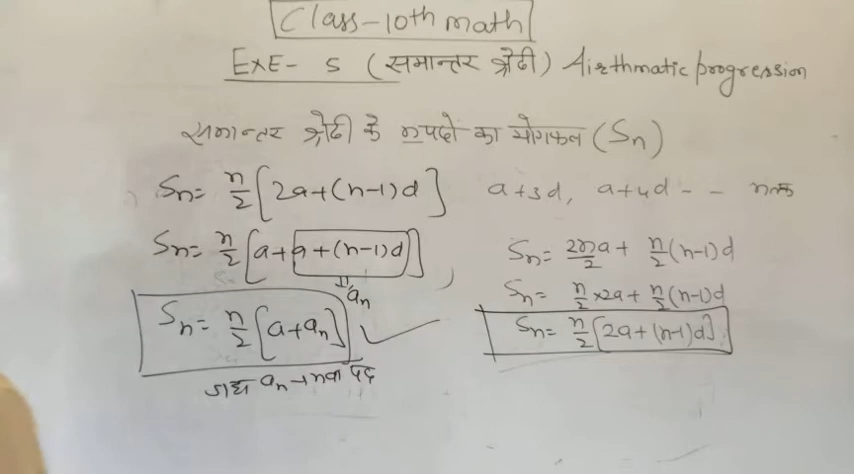 Class-10th math
EXE- 5 (समान्तर श्रेढी) Airthmatic progression
समान्तर श्रेढी के n पदो का योगफल (Sn)
Sn= n/2[2a+(n-1)d]
a+3d, a+4d - - nतक
Sn= n/2[a+a+(n-1)d]
an
Sn= n/2[a+an]
जहाँ an→nवा पद
Sn= 2na/2 + n/2(n-1)d
Sn= n/2×2a+n/2(n-1)d
Sn= n/2[2a+(n-1)d]